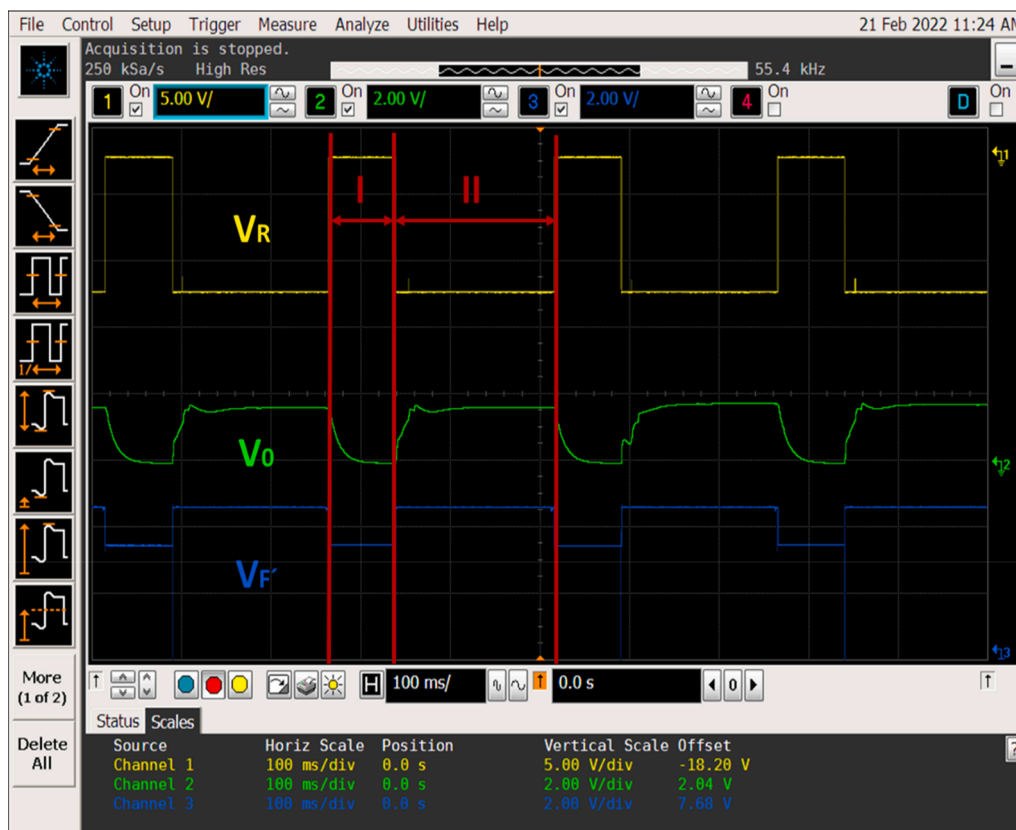 File Control Setup Trigger Measure Analyze Utilities Help 21 Feb 2022 11:24 AM
Acquisition is stopped.
250 kSa/s High Res 55.4 kHz
1 On 5.00 V/ 2 On 2.00 V/ 3 On 2.00 V/ 4 On D On
1
I II
VR
1/
V0
2
VF´
3
More
(1 of 2)
H 100 ms/ 0.0 s 0
Status Scales
Delete
All
Source Horiz Scale Position Vertical Scale Offset
Channel 1 100 ms/div 0.0 s 5.00 V/div -18.20 V
Channel 2 100 ms/div 0.0 s 2.00 V/div 2.04 V
Channel 3 100 ms/div 0.0 s 2.00 V/div 7.68 V
?